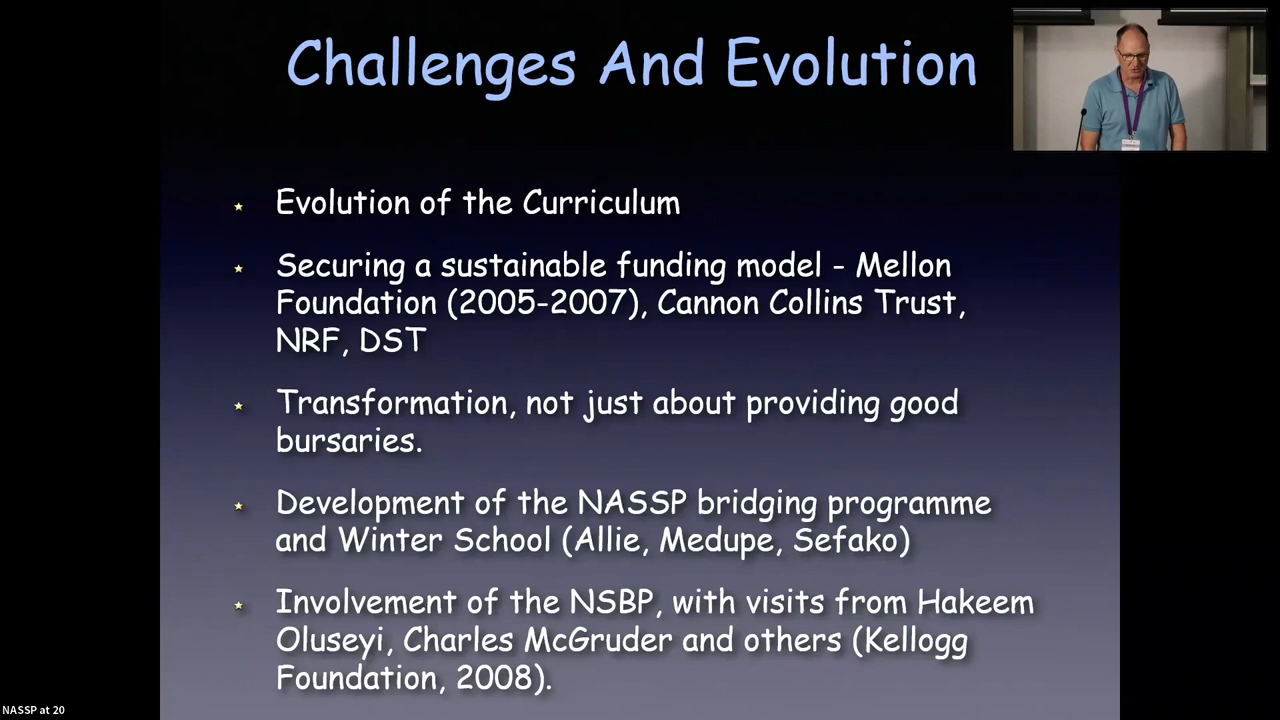 Challenges And Evolution
Evolution of the Curriculum
Securing a sustainable funding model - Mellon
Foundation (2005-2007), Cannon Collins Trust,
NRF, DST
Transformation, not just about providing good
bursaries.
Development of the NASSP bridging programme
and Winter School (Allie, Medupe, Sefako)
Involvement of the NSBP, with visits from Hakeem
Oluseyi, Charles McGruder and others (Kellogg
Foundation, 2008).
NASSP at 20